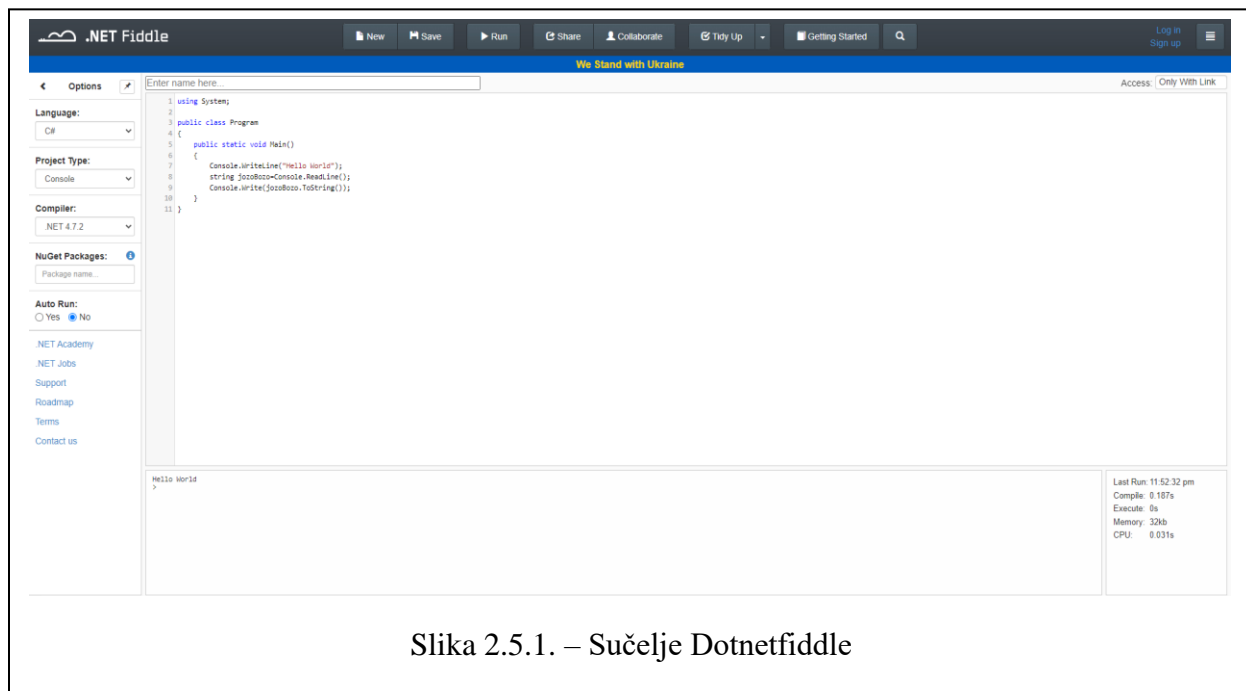 .NET Fiddle
New
Save
Run
Share
Collaborate
Tidy Up
Getting Started
Log in
Sign up
We Stand with Ukraine
Options
Enter name here...
Access: Only With Link
Language:
C#
Project Type:
Console
Compiler:
.NET 4.7.2
NuGet Packages:
Package name...
Auto Run:
Yes No
.NET Academy
.NET Jobs
Support
Roadmap
Terms
Contact us
1 using System;
2
3 public class Program
4 {
5 public static void Main()
6 {
7 Console.WriteLine("Hello World");
8 string jozoBozo=Console.ReadLine();
9 Console.Write(jozoBozo.ToString());
10 }
11 }
Hello World
>
Last Run: 11:52:32 pm
Compile: 0.187s
Execute: 0s
Memory: 32kb
CPU: 0.031s
Slika 2.5.1. – Sučelje Dotnetfiddle